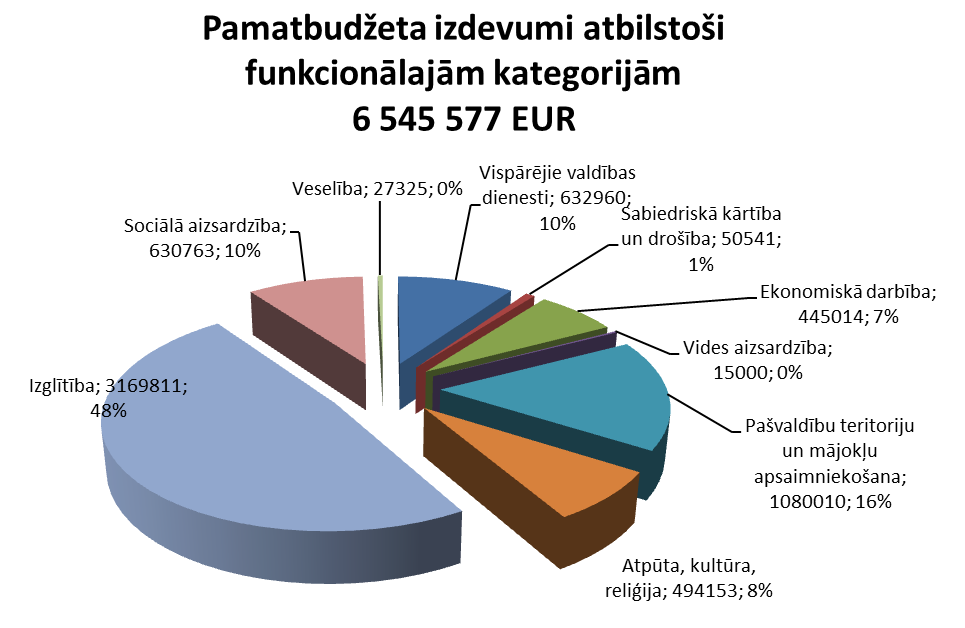 Pamatbudžeta izdevumi atbilstoši
funkcionālajām kategorijām
6 545 577 EUR
Veselība; 27325; 0%
Vispārējie valdības
dienesti; 632960;
10%
Sabiedriskā kārtība
un drošība; 50541;
1%
Sociālā aizsardzība;
630763; 10%
Ekonomiskā darbība;
445014; 7%
Vides aizsardzība;
15000; 0%
Izglītība; 3169811;
48%
Pašvaldību teritoriju
un mājokļu
apsaimniekošana;
1080010; 16%
Atpūta, kultūra,
reliģija; 494153; 8%